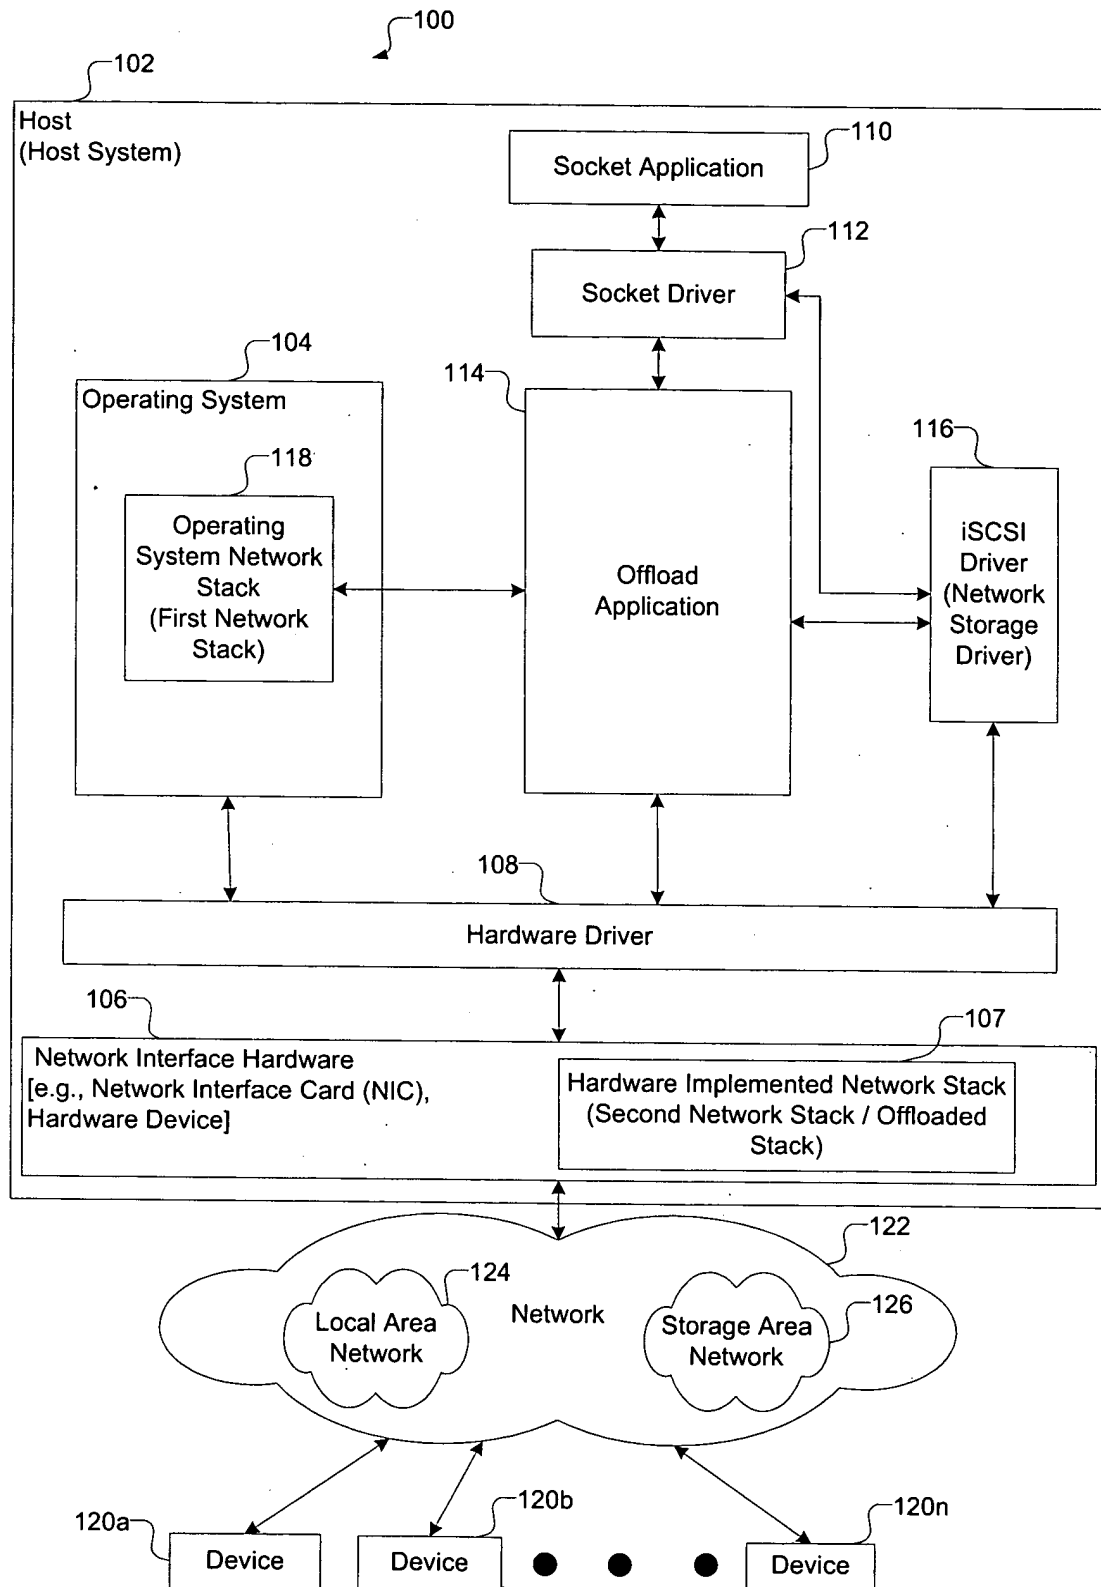 100
102
Host
(Host System)
110
Socket Application
112
Socket Driver
104
114
Operating System
116
118
Operating
System Network
Stack
(First Network
Stack)
Offload
Application
iSCSI
Driver
(Network
Storage
Driver)
108
Hardware Driver
106
107
Network Interface Hardware
[e.g., Network Interface Card (NIC),
Hardware Device]
Hardware Implemented Network Stack
(Second Network Stack / Offloaded
Stack)
122
124
126
Network
Local Area
Network
Storage Area
Network
120a
120b
120n
Device
Device
Device